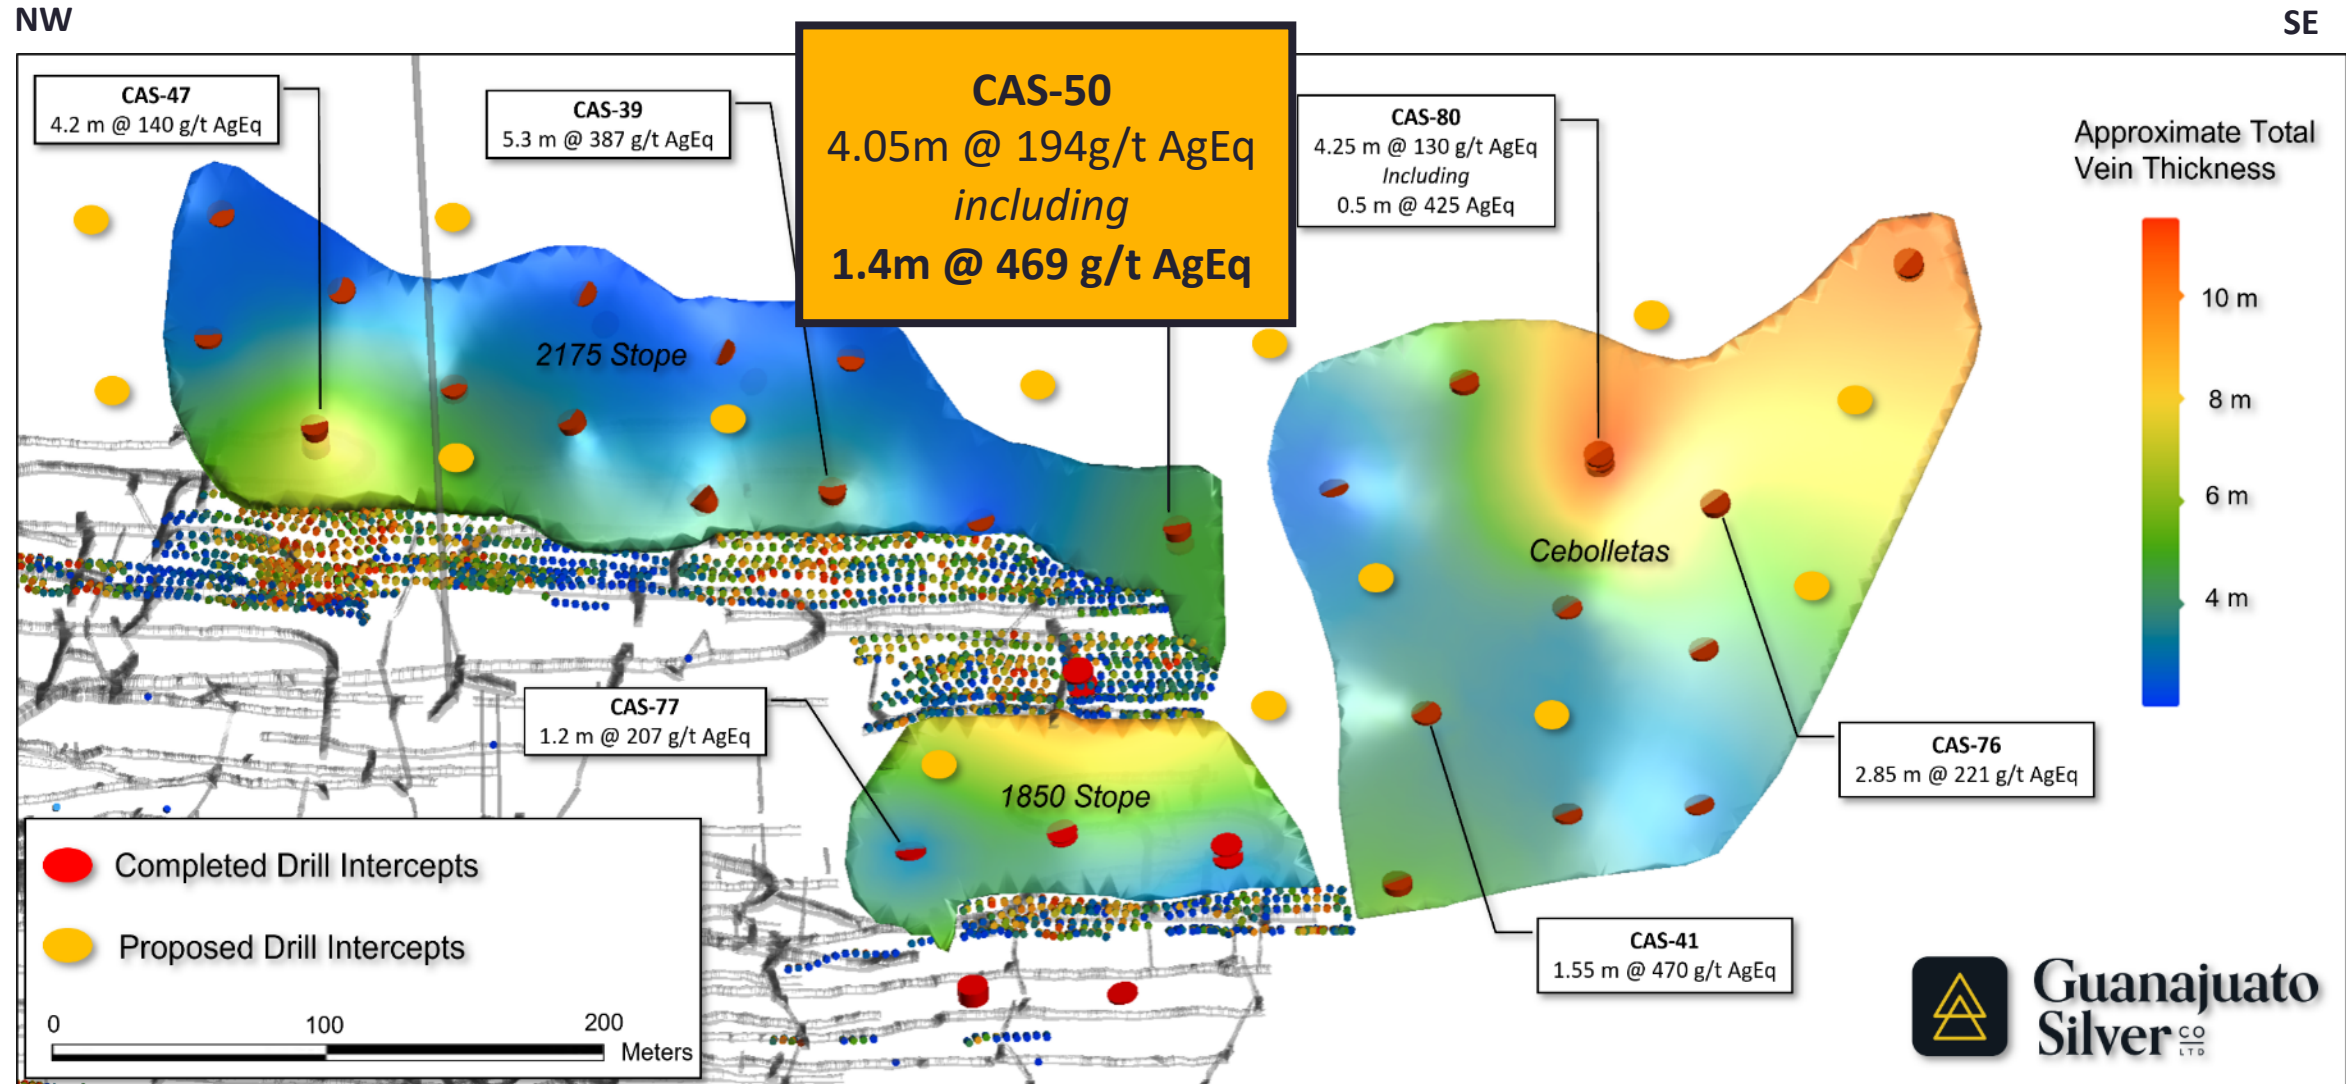 NW
SE
CAS-47
4.2 m @ 140 g/t AgEq
CAS-39
5.3 m @ 387 g/t AgEq
CAS-50
4.05m @ 194g/t AgEq
including
1.4m @ 469 g/t AgEq
CAS-80
4.25 m @ 130 g/t AgEq
Including
0.5 m @ 425 AgEq
Approximate Total
Vein Thickness
10 m
8 m
6 m
4 m
2175 Stope
Cebolletas
CAS-77
1.2 m @ 207 g/t AgEq
1850 Stope
CAS-76
2.85 m @ 221 g/t AgEq
CAS-41
1.55 m @ 470 g/t AgEq
Completed Drill Intercepts
Proposed Drill Intercepts
0 100 200
Meters
Guanajuato
Silver CO
LTD